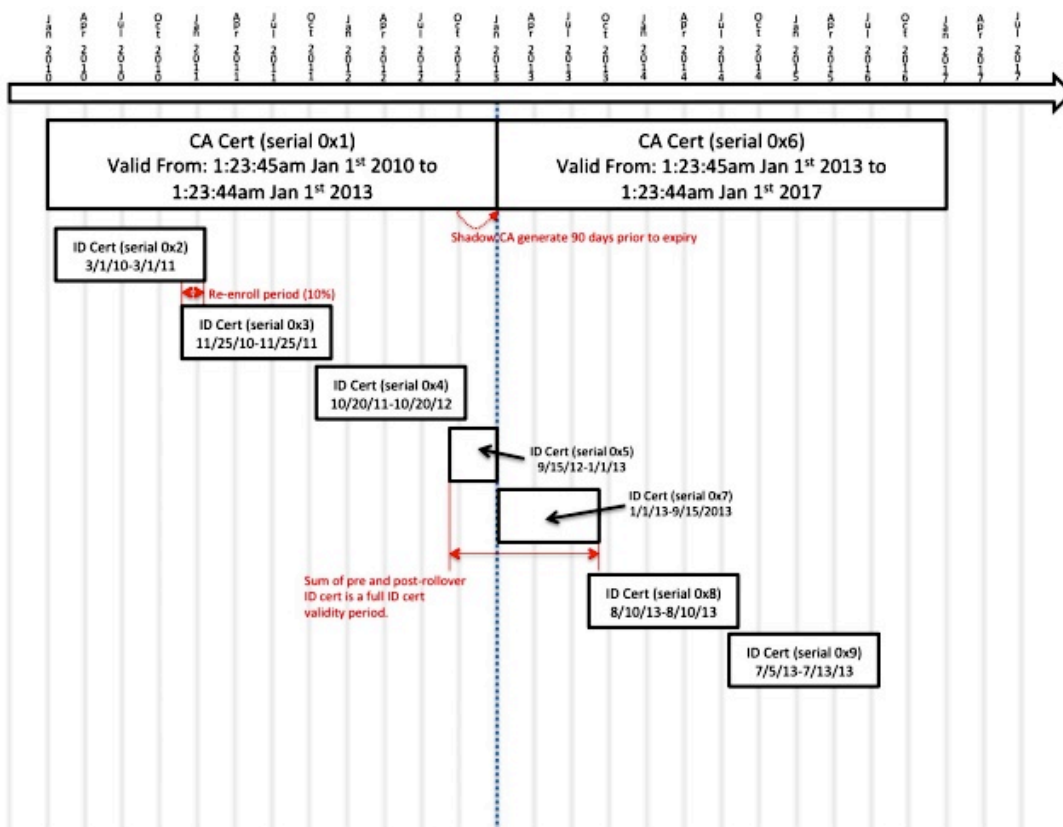 Jan 2010
Apr 2010
Jul 2010
Oct 2010
Jan 2011
Apr 2011
Jul 2011
Oct 2011
Jan 2012
Apr 2012
Jul 2012
Oct 2012
Jan 2013
Apr 2013
Jul 2013
Oct 2013
Jan 2014
Apr 2014
Jul 2014
Oct 2014
Jan 2015
Apr 2015
Jul 2016
Oct 2016
Jan 2017
Apr 2017
Jul 2017
CA Cert (serial 0x1)
Valid From: 1:23:45am Jan 1st 2010 to
1:23:44am Jan 1st 2013
CA Cert (serial 0x6)
Valid From: 1:23:45am Jan 1st 2013 to
1:23:44am Jan 1st 2017
Shadow CA generate 90 days prior to expiry
ID Cert (serial 0x2)
3/1/10-3/1/11
Re-enroll period (10%)
ID Cert (serial 0x3)
11/25/10-11/25/11
ID Cert (serial 0x4)
10/20/11-10/20/12
ID Cert (serial 0x5)
9/15/12-1/1/13
ID Cert (serial 0x7)
1/1/13-9/15/2013
Sum of pre and post-rollover
ID cert is a full ID cert
validity period.
ID Cert (serial 0x8)
8/10/13-8/10/13
ID Cert (serial 0x9)
7/5/13-7/13/13